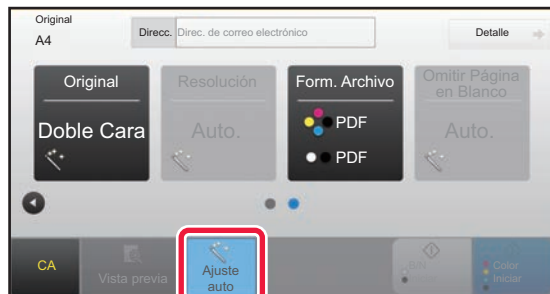 Original
A4
Direcc. Direc. de correo electrónico
Detalle
Original
Doble Cara
Resolución
Auto.
Form. Archivo
PDF
PDF
Omitir Página
en Blanco
Auto.
CA
Vista previa
Ajuste
auto
B/N
Iniciar
Color
Iniciar